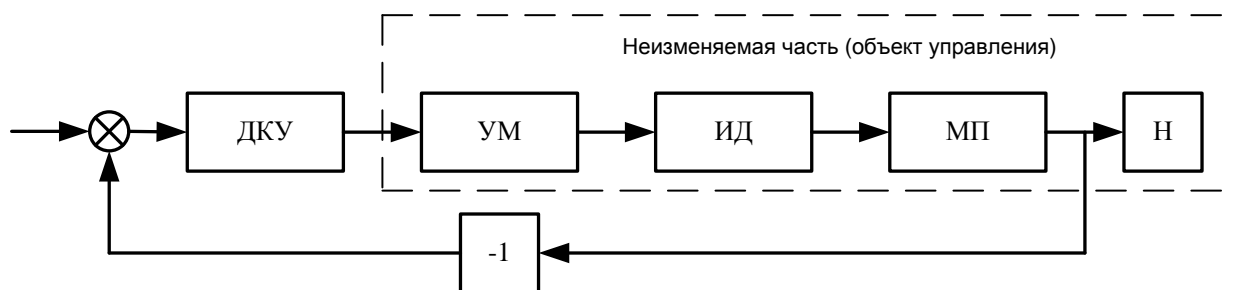 Неизменяемая часть (объект управления)
ДКУ
УМ
ИД
МП
Н
-1